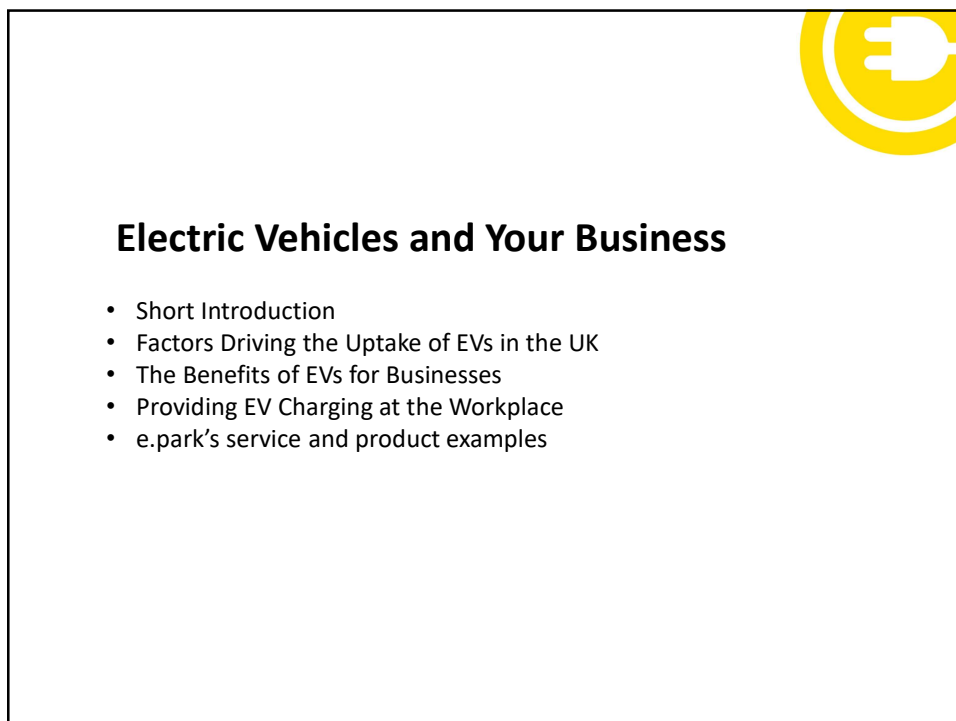 Electric Vehicles and Your Business
• Short Introduction
• Factors Driving the Uptake of EVs in the UK
• The Benefits of EVs for Businesses
• Providing EV Charging at the Workplace
• e.park’s service and product examples